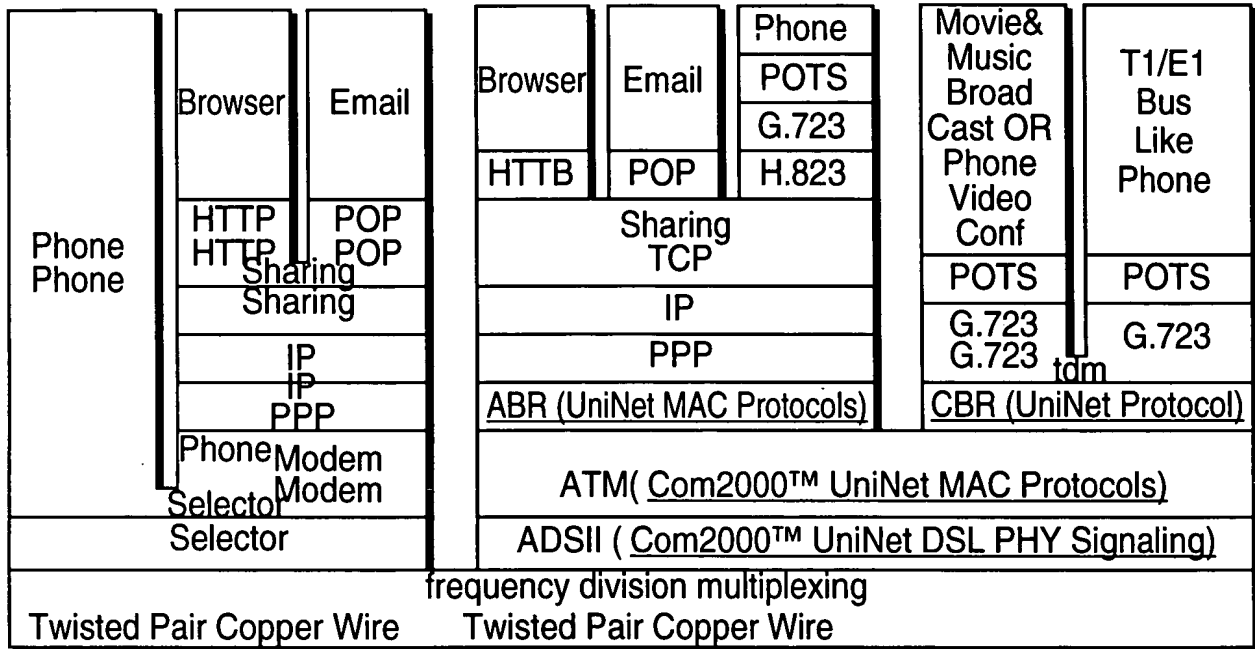 Phone
Phone
Browser
Email
HTTP
HTTP
POP
POP
Sharing
Sharing
IP
IP
PPP
Phone
Modem
Modem
Selector
Selector
Browser
HTTB
Email
POP
Phone
POTS
G.723
H.823
Sharing
TCP
IP
PPP
ABR (UniNet MAC Protocols)
Movie&
Music
Broad
Cast OR
Phone
Video
Conf
POTS
G.723
G.723
T1/E1
Bus
Like
Phone
POTS
G.723
tdm
CBR (UniNet Protocol)
ATM( Com2000™ UniNet MAC Protocols)
ADSII ( Com2000™ UniNet DSL PHY Signaling)
frequency division multiplexing
Twisted Pair Copper Wire
Twisted Pair Copper Wire